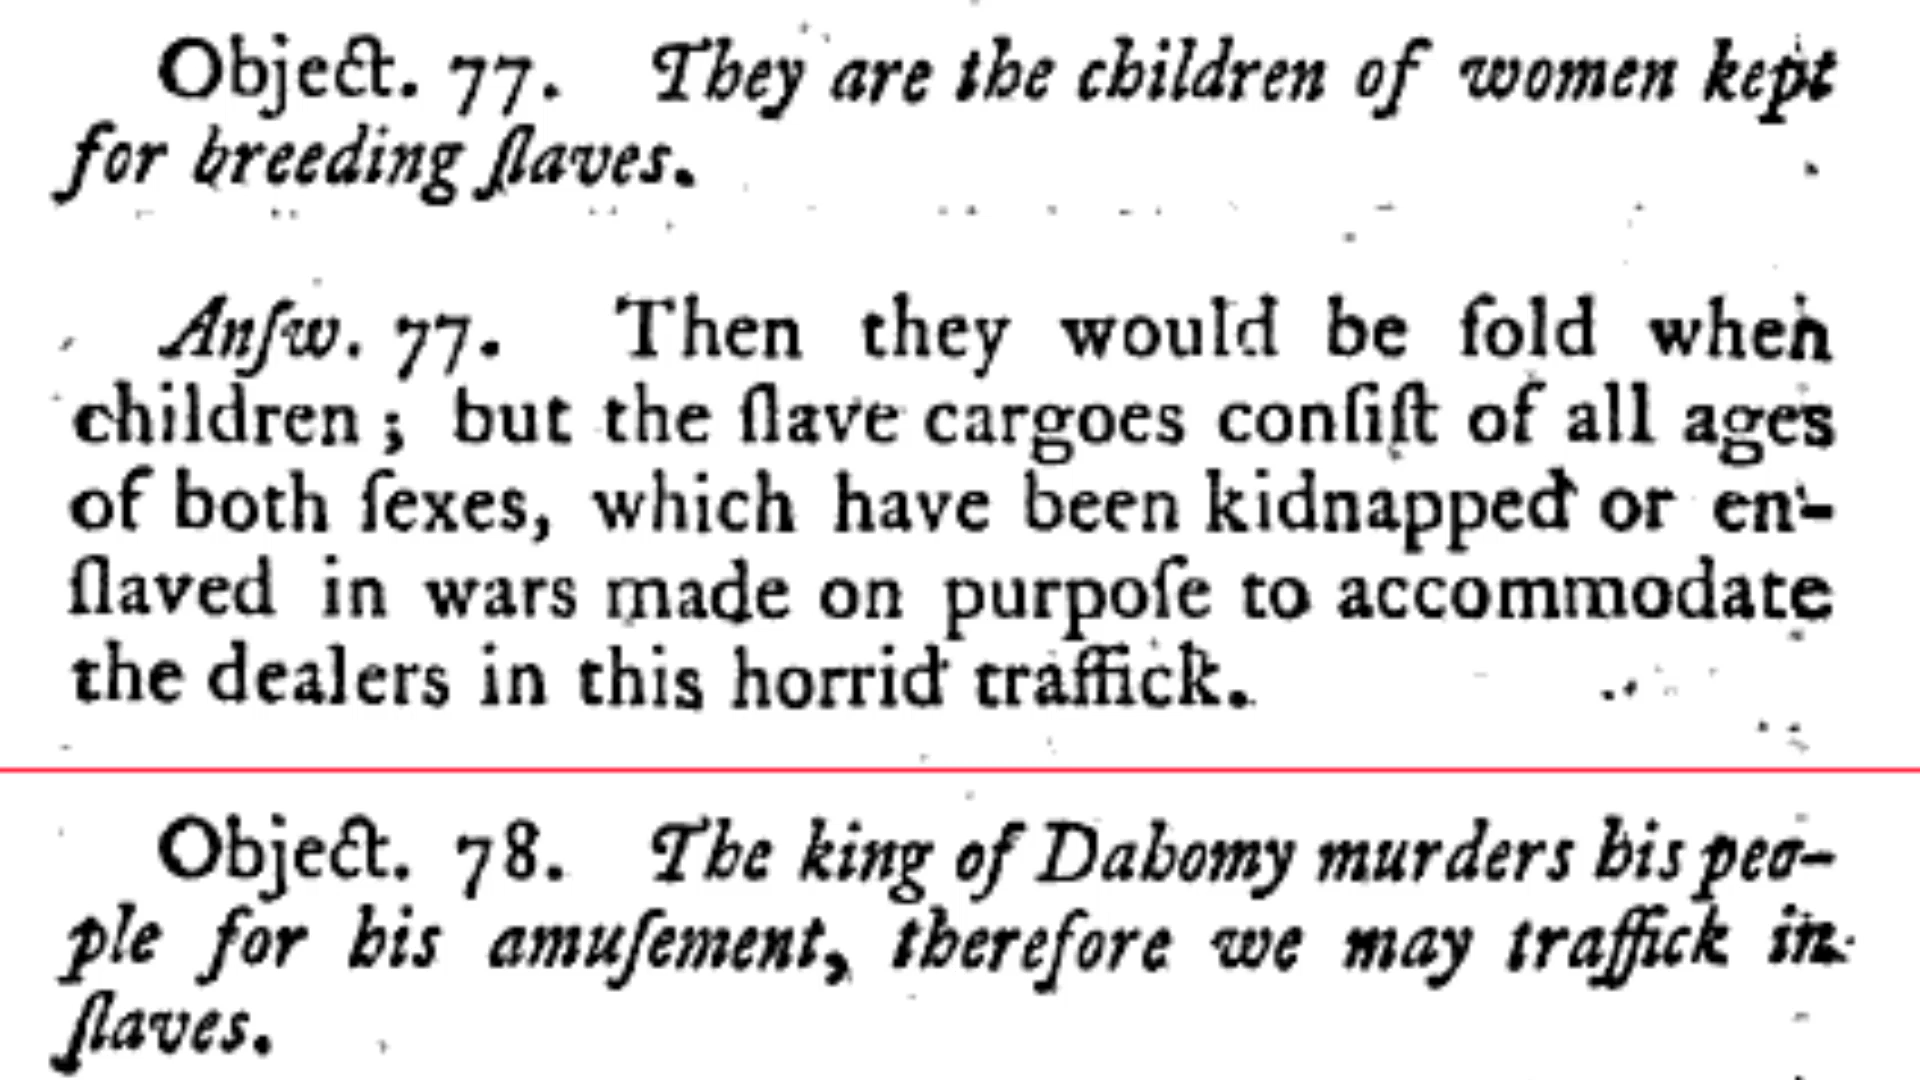 Object. 77. They are the children of women kept
for breeding ſlaves.
Anſw. 77. Then they would be ſold when
children; but the ſlave cargoes conſiſt of all ages
of both ſexes, which have been kidnapped or en-
ſlaved in wars made on purpoſe to accommodate
the dealers in this horrid traffick.
Object. 78. The king of Dahomy murders his peo-
ple for his amuſement, therefore we may traffick in
ſlaves.